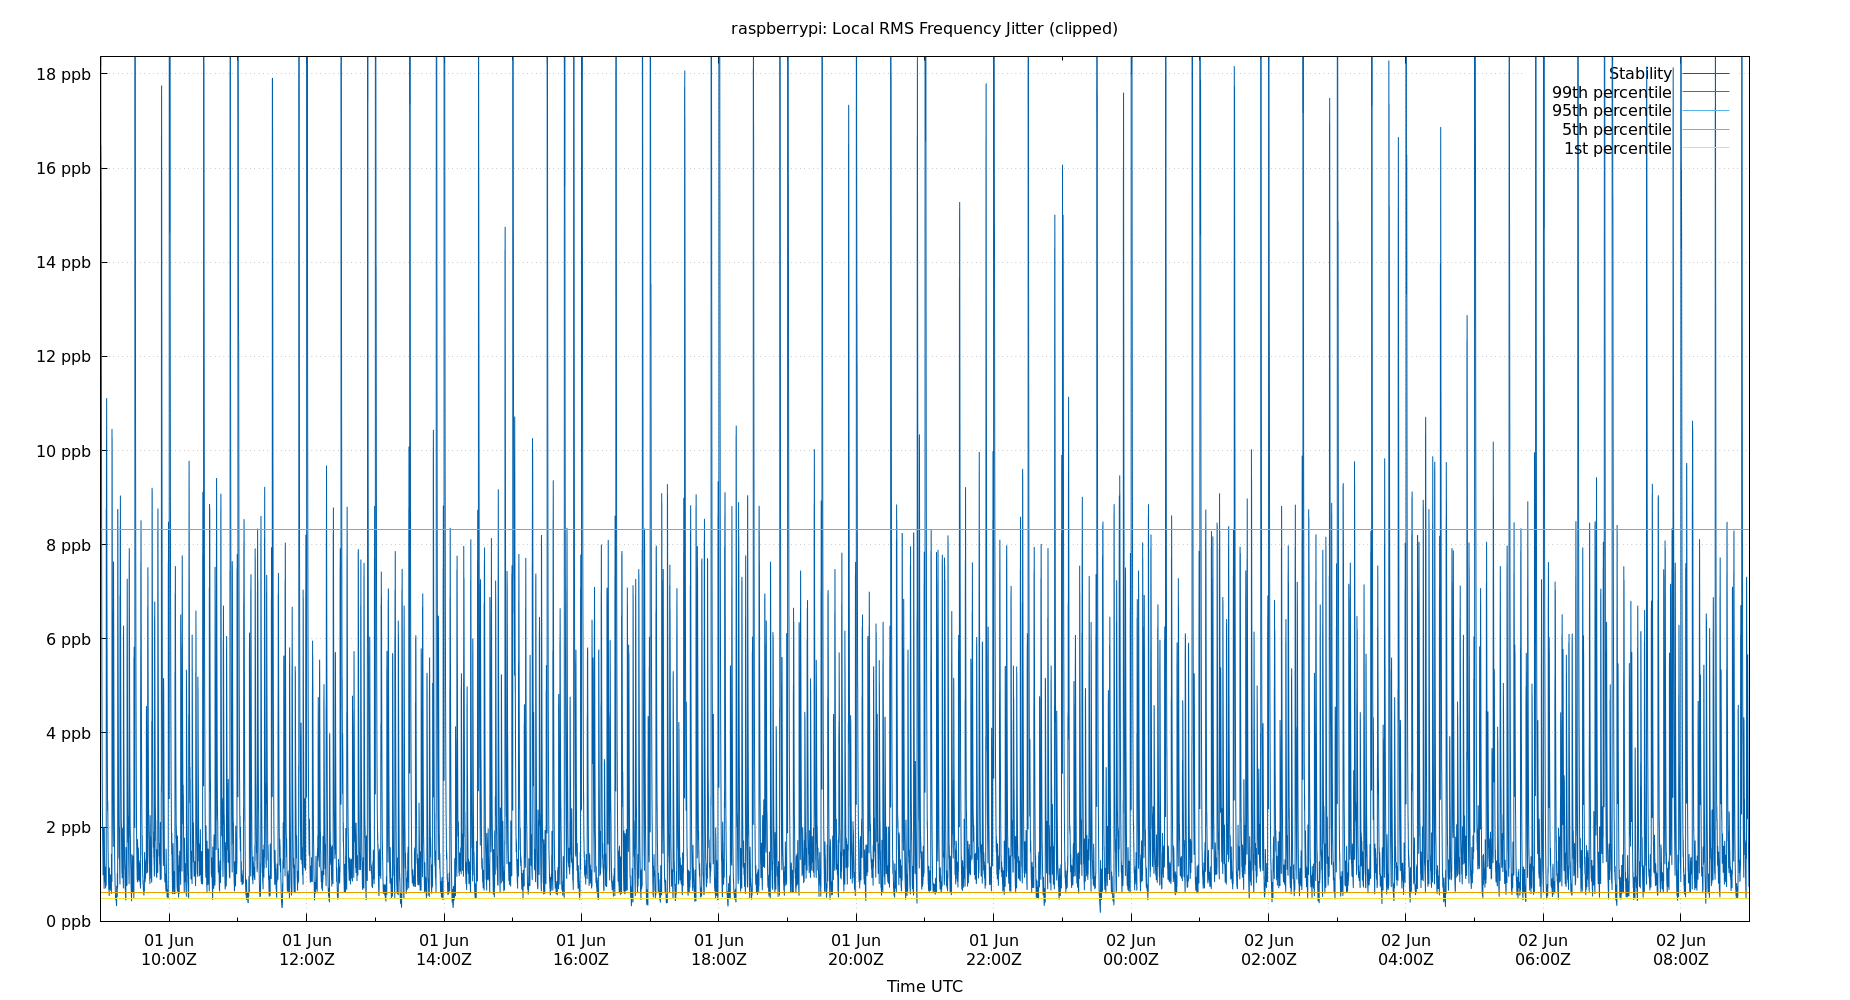 raspberrypi: Local RMS Frequency Jitter (clipped)
18 ppb
16 ppb
14 ppb
12 ppb
10 ppb
8 ppb
6 ppb
4 ppb
2 ppb
0 ppb
Stability
99th percentile
95th percentile
5th percentile
1st percentile
01 Jun 01 Jun 01 Jun 01 Jun 01 Jun 01 Jun 01 Jun 02 Jun 02 Jun 02 Jun 02 Jun 02 Jun
10:00Z 12:00Z 14:00Z 16:00Z 18:00Z 20:00Z 22:00Z 00:00Z 02:00Z 04:00Z 06:00Z 08:00Z
Time UTC